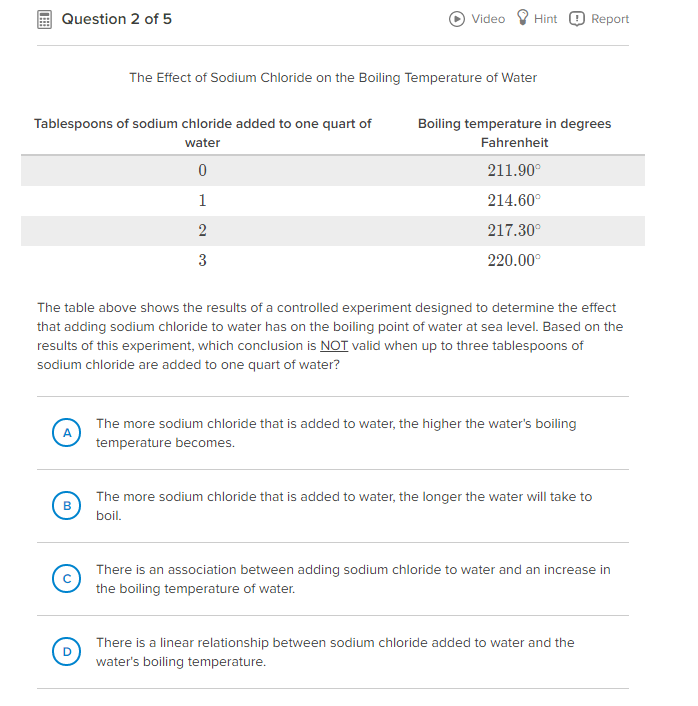 Question 2 of 5
Video
Hint
Report
The Effect of Sodium Chloride on the Boiling Temperature of Water
Tablespoons of sodium chloride added to one quart of
water
Boiling temperature in degrees
Fahrenheit
0 211.90°
1 214.60°
2 217.30°
3 220.00°
The table above shows the results of a controlled experiment designed to determine the effect
that adding sodium chloride to water has on the boiling point of water at sea level. Based on the
results of this experiment, which conclusion is NOT valid when up to three tablespoons of
sodium chloride are added to one quart of water?
A
The more sodium chloride that is added to water, the higher the water's boiling
temperature becomes.
B
The more sodium chloride that is added to water, the longer the water will take to
boil.
C
There is an association between adding sodium chloride to water and an increase in
the boiling temperature of water.
D
There is a linear relationship between sodium chloride added to water and the
water's boiling temperature.